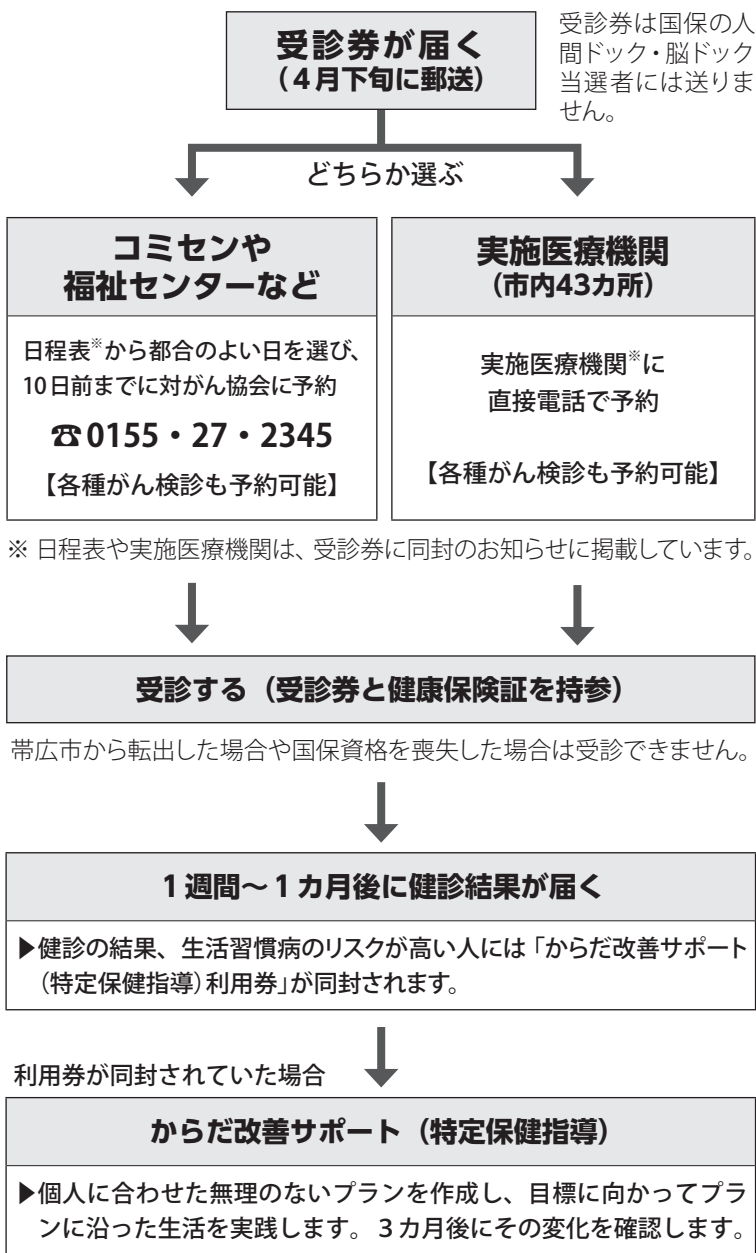 受診券が届く
（４月下旬に郵送）
受診券は国保の人
間ドック・脳ドック
当選者には送りま
せん。
どちらか選ぶ
コミセンや
福祉センターなど
日程表※から都合のよい日を選び、
10日前までに対がん協会に予約
☎0155・27・2345
【各種がん検診も予約可能】
実施医療機関
（市内43カ所）
実施医療機関※に
直接電話で予約
【各種がん検診も予約可能】
※ 日程表や実施医療機関は、受診券に同封のお知らせに掲載しています。
受診する（受診券と健康保険証を持参）
帯広市から転出した場合や国保資格を喪失した場合は受診できません。
１週間～１カ月後に健診結果が届く
▶健診の結果、生活習慣病のリスクが高い人には「からだ改善サポート
（特定保健指導）利用券」が同封されます。
利用券が同封されていた場合
からだ改善サポート（特定保健指導）
▶個人に合わせた無理のないプランを作成し、目標に向かってプラ
ンに沿った生活を実践します。３カ月後にその変化を確認します。